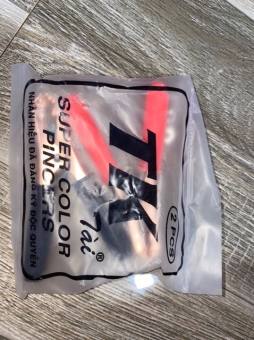 2 PCS
TK
Tài®
SUPER COLOR
PINCERS
NHÃN HIỆU ĐÃ ĐĂNG KÝ ĐỘC QUYỀN